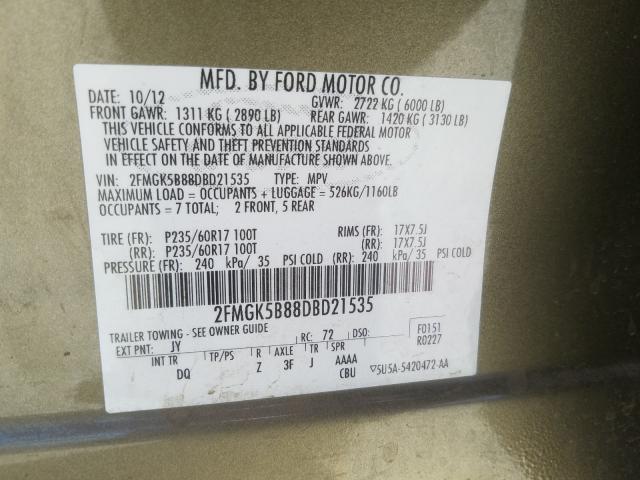 MFD. BY FORD MOTOR CO.
DATE: 10/12 GVWR: 2722 KG ( 6000 LB)
FRONT GAWR: 1311 KG ( 2890 LB) REAR GAWR: 1420 KG ( 3130 LB)
THIS VEHICLE CONFORMS TO ALL APPLICABLE FEDERAL MOTOR
VEHICLE SAFETY AND THEFT PREVENTION STANDARDS
IN EFFECT ON THE DATE OF MANUFACTURE SHOWN ABOVE.
VIN: 2FMGK5B88DBD21535 TYPE: MPV
MAXIMUM LOAD = OCCUPANTS + LUGGAGE = 526KG/1160LB
OCCUPANTS = 7 TOTAL; 2 FRONT, 5 REAR
TIRE (FR): P235/60R17 100T RIMS (FR): 17X7.5J
(RR): P235/60R17 100T (RR): 17X7.5J
PRESSURE (FR): 240 kPa/ 35 PSI COLD (RR): 240 kPa/ 35 PSI COLD
2FMGK5B88DBD21535
TRAILER TOWING - SEE OWNER GUIDE
EXT PNT: JY RC: 72 DSO: F0151
R0227
INT TR TP/PS R AXLE TR SPR
DQ Z 3F J AAAA
CBU 5U5A-5420472-AA